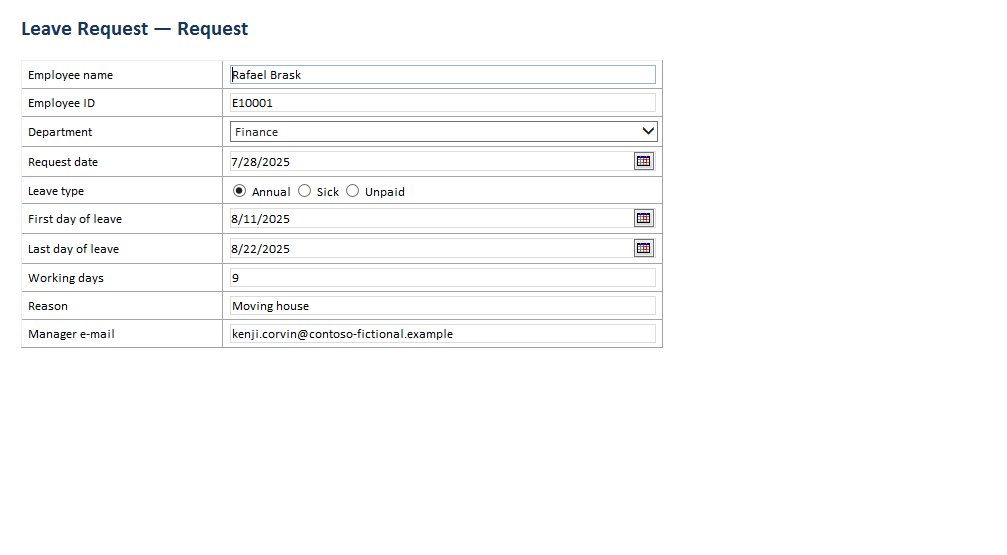 Leave Request — Request
Employee name Rafael Brask
Employee ID E10001
Department Finance
Request date 7/28/2025
Leave type Annual Sick Unpaid
First day of leave 8/11/2025
Last day of leave 8/22/2025
Working days 9
Reason Moving house
Manager e-mail kenji.corvin@contoso-fictional.example